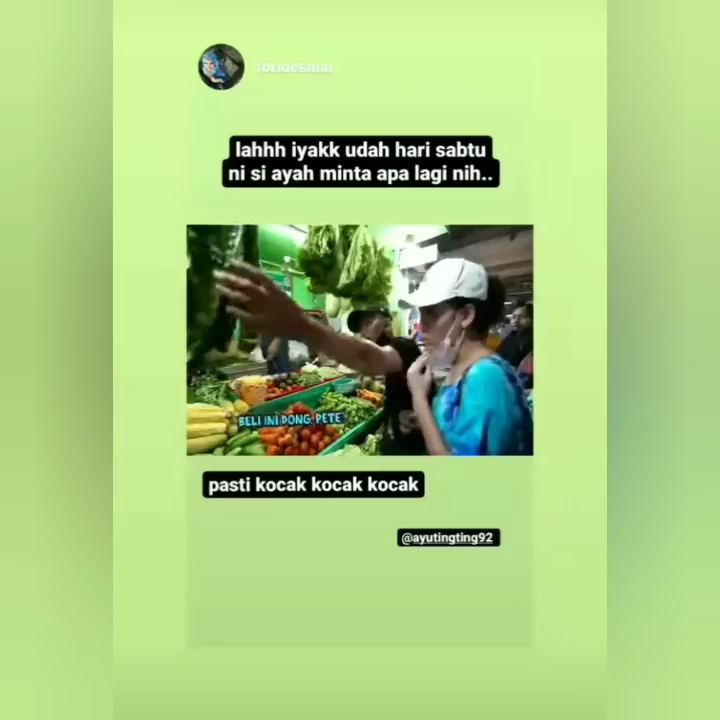 lahhh iyakk udah hari sabtu
ni si ayah minta apa lagi nih..
BELI INI DONG, PETE
pasti kocak kocak kocak
@ayutingting92